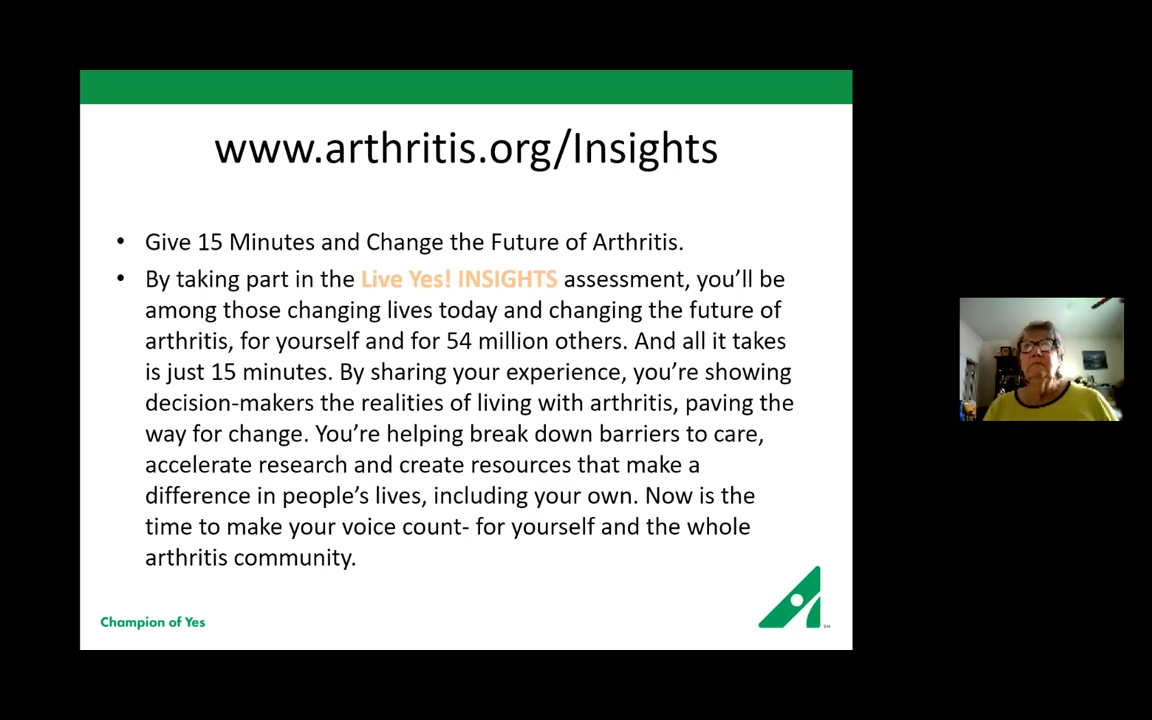 www.arthritis.org/Insights
• Give 15 Minutes and Change the Future of Arthritis.
• By taking part in the Live Yes! INSIGHTS assessment, you’ll be
among those changing lives today and changing the future of
arthritis, for yourself and for 54 million others. And all it takes
is just 15 minutes. By sharing your experience, you’re showing
decision-makers the realities of living with arthritis, paving the
way for change. You’re helping break down barriers to care,
accelerate research and create resources that make a
difference in people’s lives, including your own. Now is the
time to make your voice count- for yourself and the whole
arthritis community.
Champion of Yes
SM